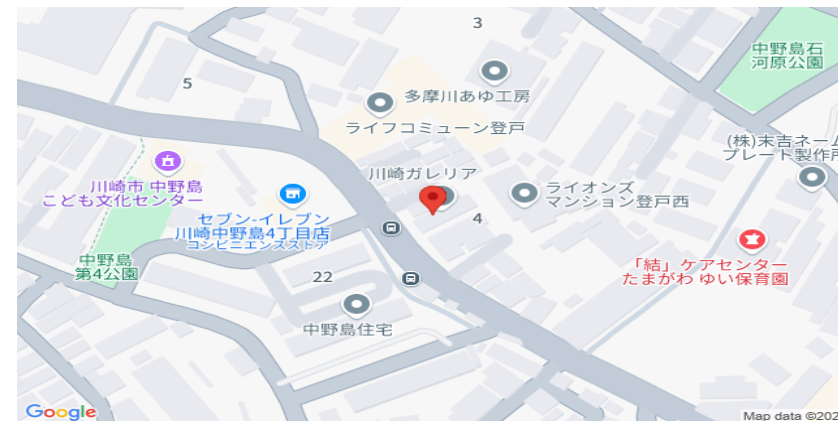 3
中野島石
河原公園
5
多摩川あゆ工房
ライフコミューン登戸
(株)末吉ネーム
プレート製作所
川崎市 中野島
こども文化センター
川崎ガレリア
ライオンズ
マンション登戸西
セブン-イレブン
川崎中野島4丁目店
コンビニエンスストア
4
中野島
第4公園
「結」ケアセンター
たまがわ ゆい保育園
22
中野島住宅
Google
Map data ©202